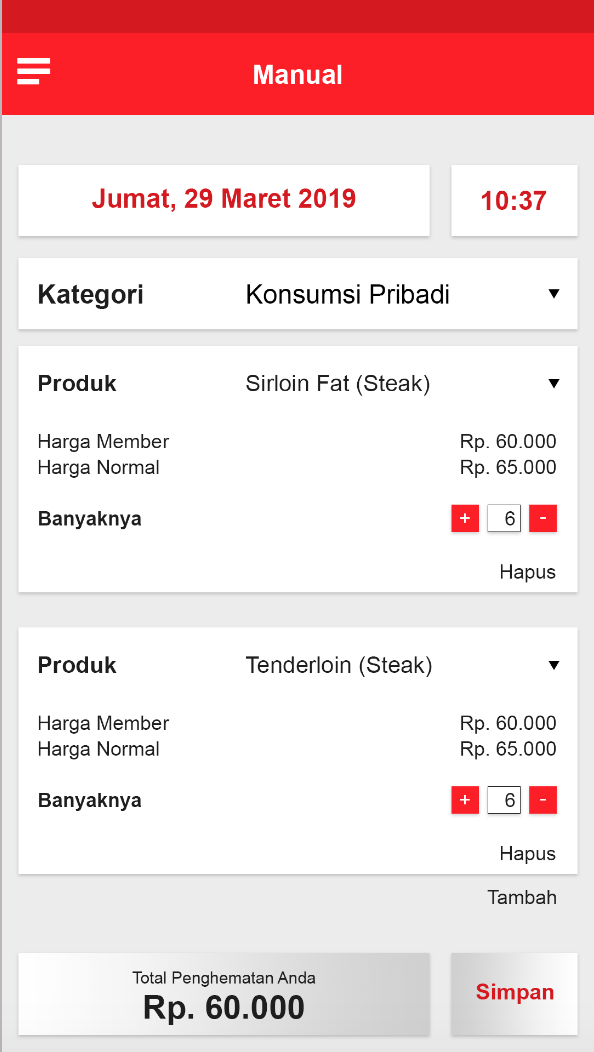 Manual
Jumat, 29 Maret 2019 10:37
Kategori Konsumsi Pribadi
Produk Sirloin Fat (Steak)
Harga Member Rp. 60.000
Harga Normal Rp. 65.000
Banyaknya + 6 -
Hapus
Produk Tenderloin (Steak)
Harga Member Rp. 60.000
Harga Normal Rp. 65.000
Banyaknya + 6 -
Hapus
Tambah
Total Penghematan Anda
Rp. 60.000
Simpan